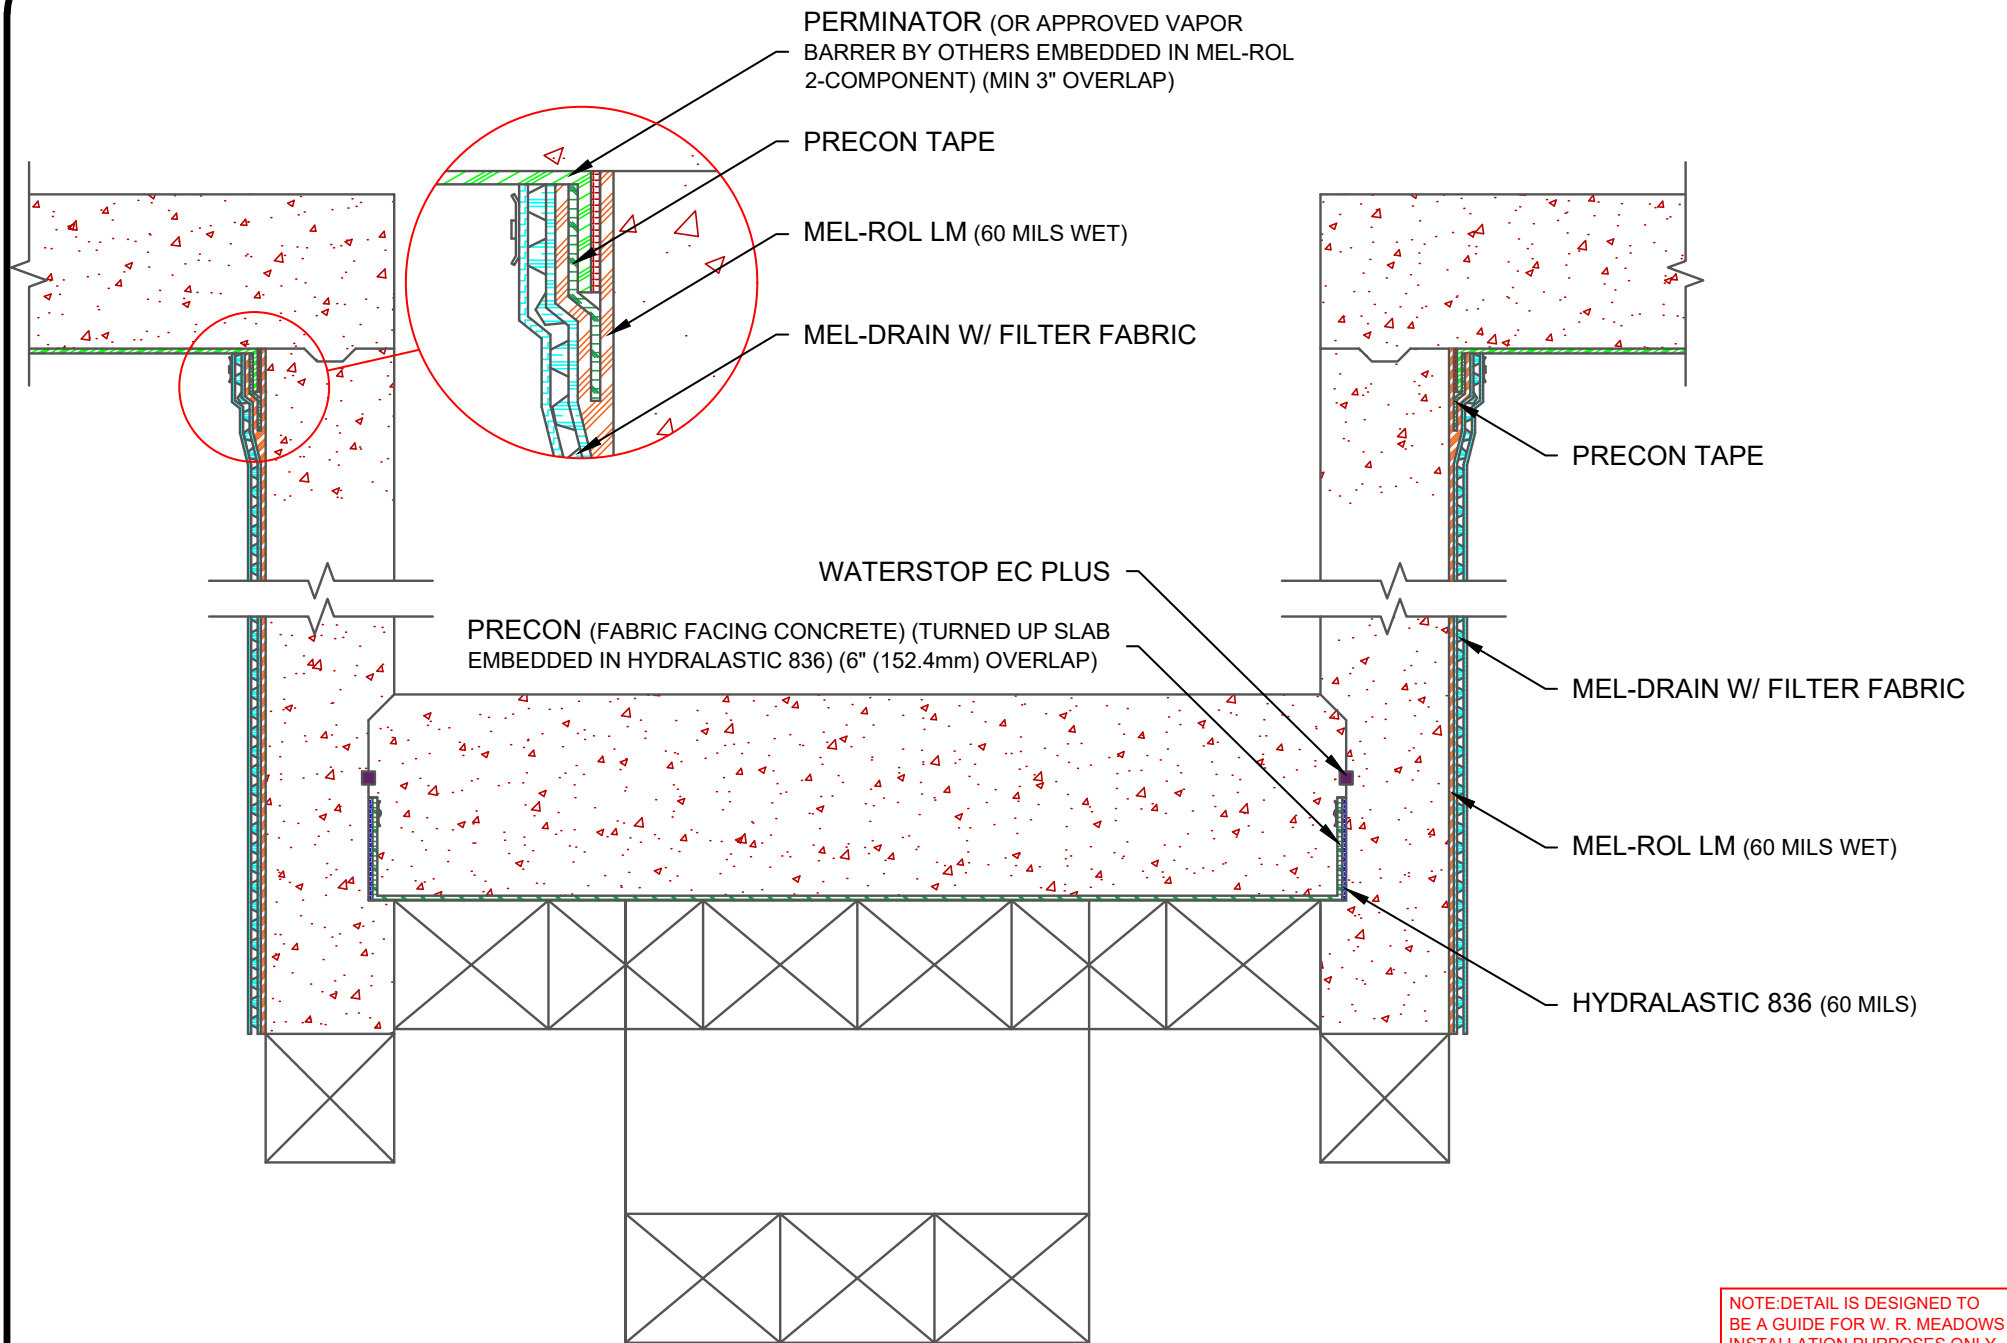 PERMINATOR (OR APPROVED VAPOR
BARRER BY OTHERS EMBEDDED IN MEL-ROL
2-COMPONENT) (MIN 3" OVERLAP)
PRECON TAPE
MEL-ROL LM (60 MILS WET)
MEL-DRAIN W/ FILTER FABRIC
PRECON TAPE
WATERSTOP EC PLUS
PRECON (FABRIC FACING CONCRETE) (TURNED UP SLAB
EMBEDDED IN HYDRALASTIC 836) (6" (152.4mm) OVERLAP)
MEL-DRAIN W/ FILTER FABRIC
MEL-ROL LM (60 MILS WET)
HYDRALASTIC 836 (60 MILS)
NOTE:DETAIL IS DESIGNED TO
BE A GUIDE FOR W. R. MEADOWS
INSTALLATION PURPOSES ONLY